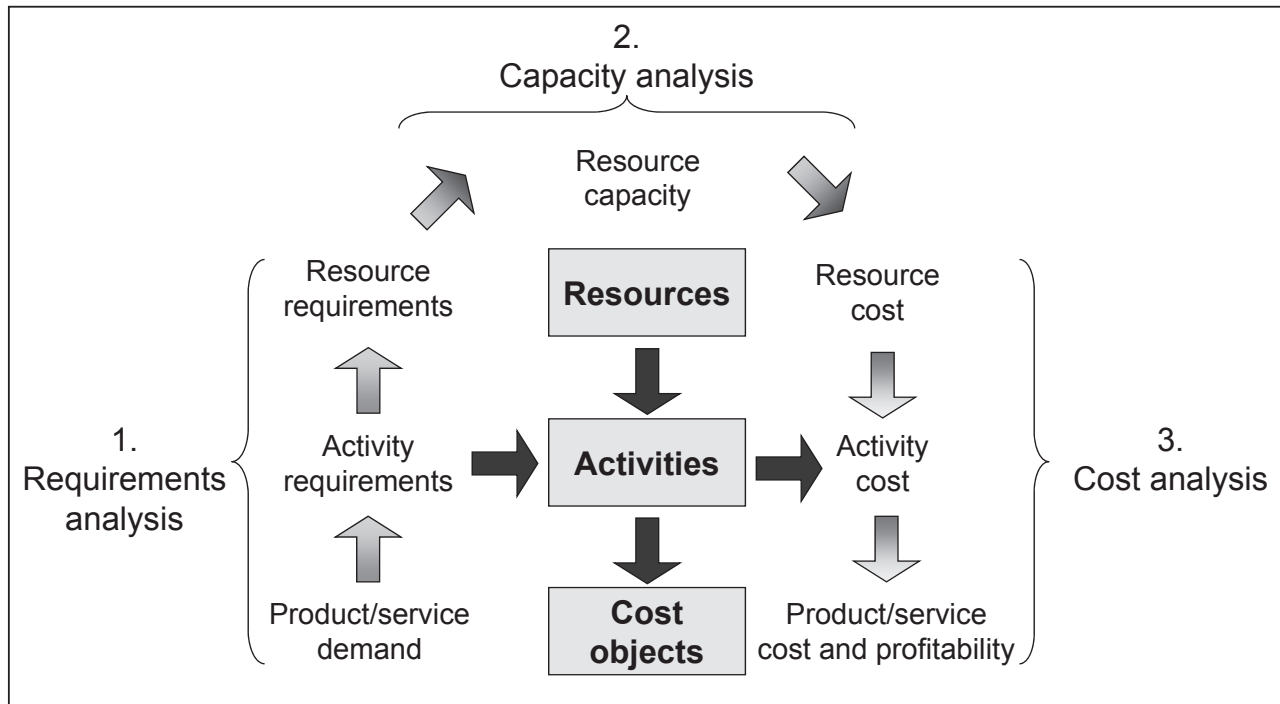 2.
Capacity analysis
Resource
capacity
Resource
requirements
Resources
Resource
cost
1.
Requirements
analysis
Activity
requirements
Activities
Activity
cost
3.
Cost analysis
Product/service
demand
Cost
objects
Product/service
cost and profitability